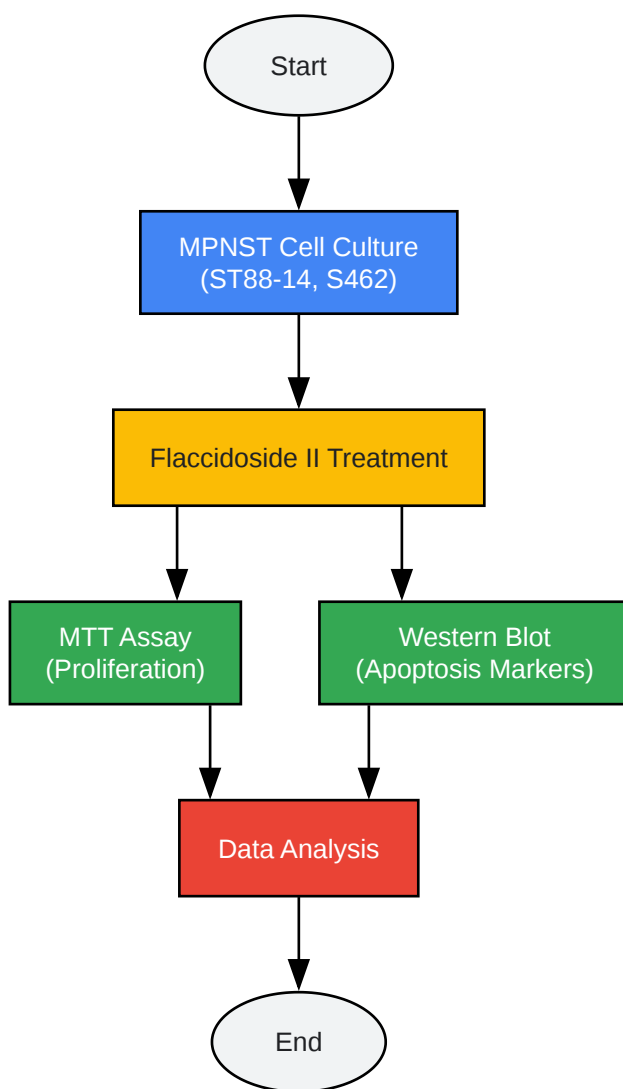 Start
MPNST Cell Culture
(ST88-14, S462)
Flaccidoside II Treatment
MTT Assay
(Proliferation)
Western Blot
(Apoptosis Markers)
Data Analysis
End